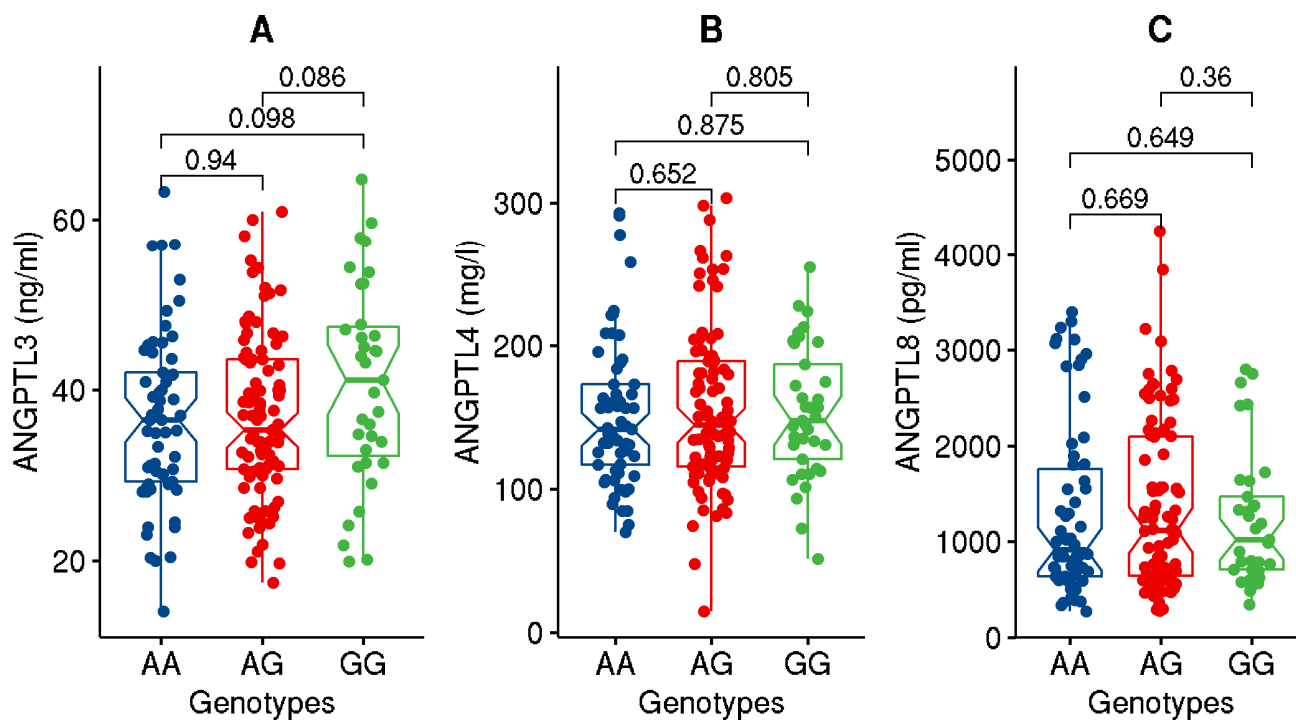 A
ANGPTL3 (ng/ml)
60
40
20
0.086
0.098
0.94
AA AG GG
Genotypes
B
ANGPTL4 (mg/l)
300
200
100
0
0.805
0.875
0.652
AA AG GG
Genotypes
C
ANGPTL8 (pg/ml)
5000
4000
3000
2000
1000
0
0.36
0.649
0.669
AA AG GG
Genotypes